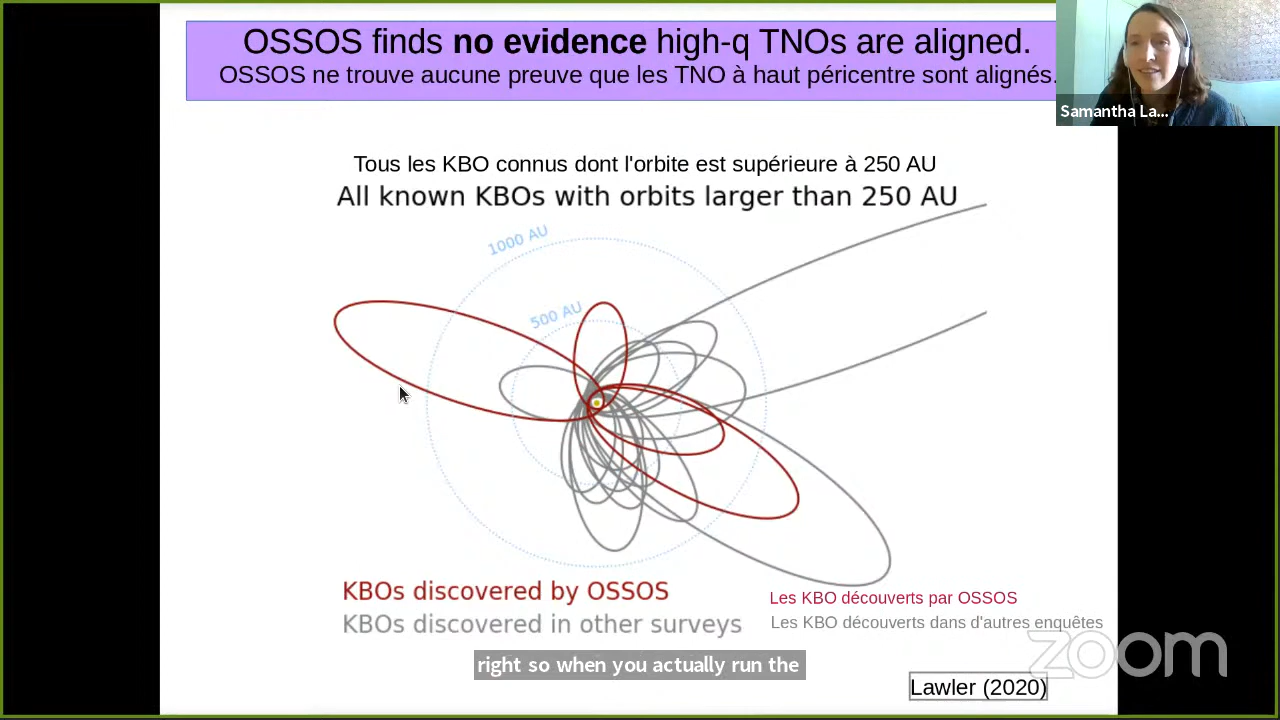 OSSOS finds no evidence high-q TNOs are aligned.
OSSOS ne trouve aucune preuve que les TNO à haut péricentre sont alignés.
Samantha La...
Tous les KBO connus dont l'orbite est supérieure à 250 AU
All known KBOs with orbits larger than 250 AU
1000 AU
500 AU
KBOs discovered by OSSOS
KBOs discovered in other surveys
Les KBO découverts par OSSOS
Les KBO découverts dans d'autres enquêtes
zoom
right so when you actually run the
Lawler (2020)